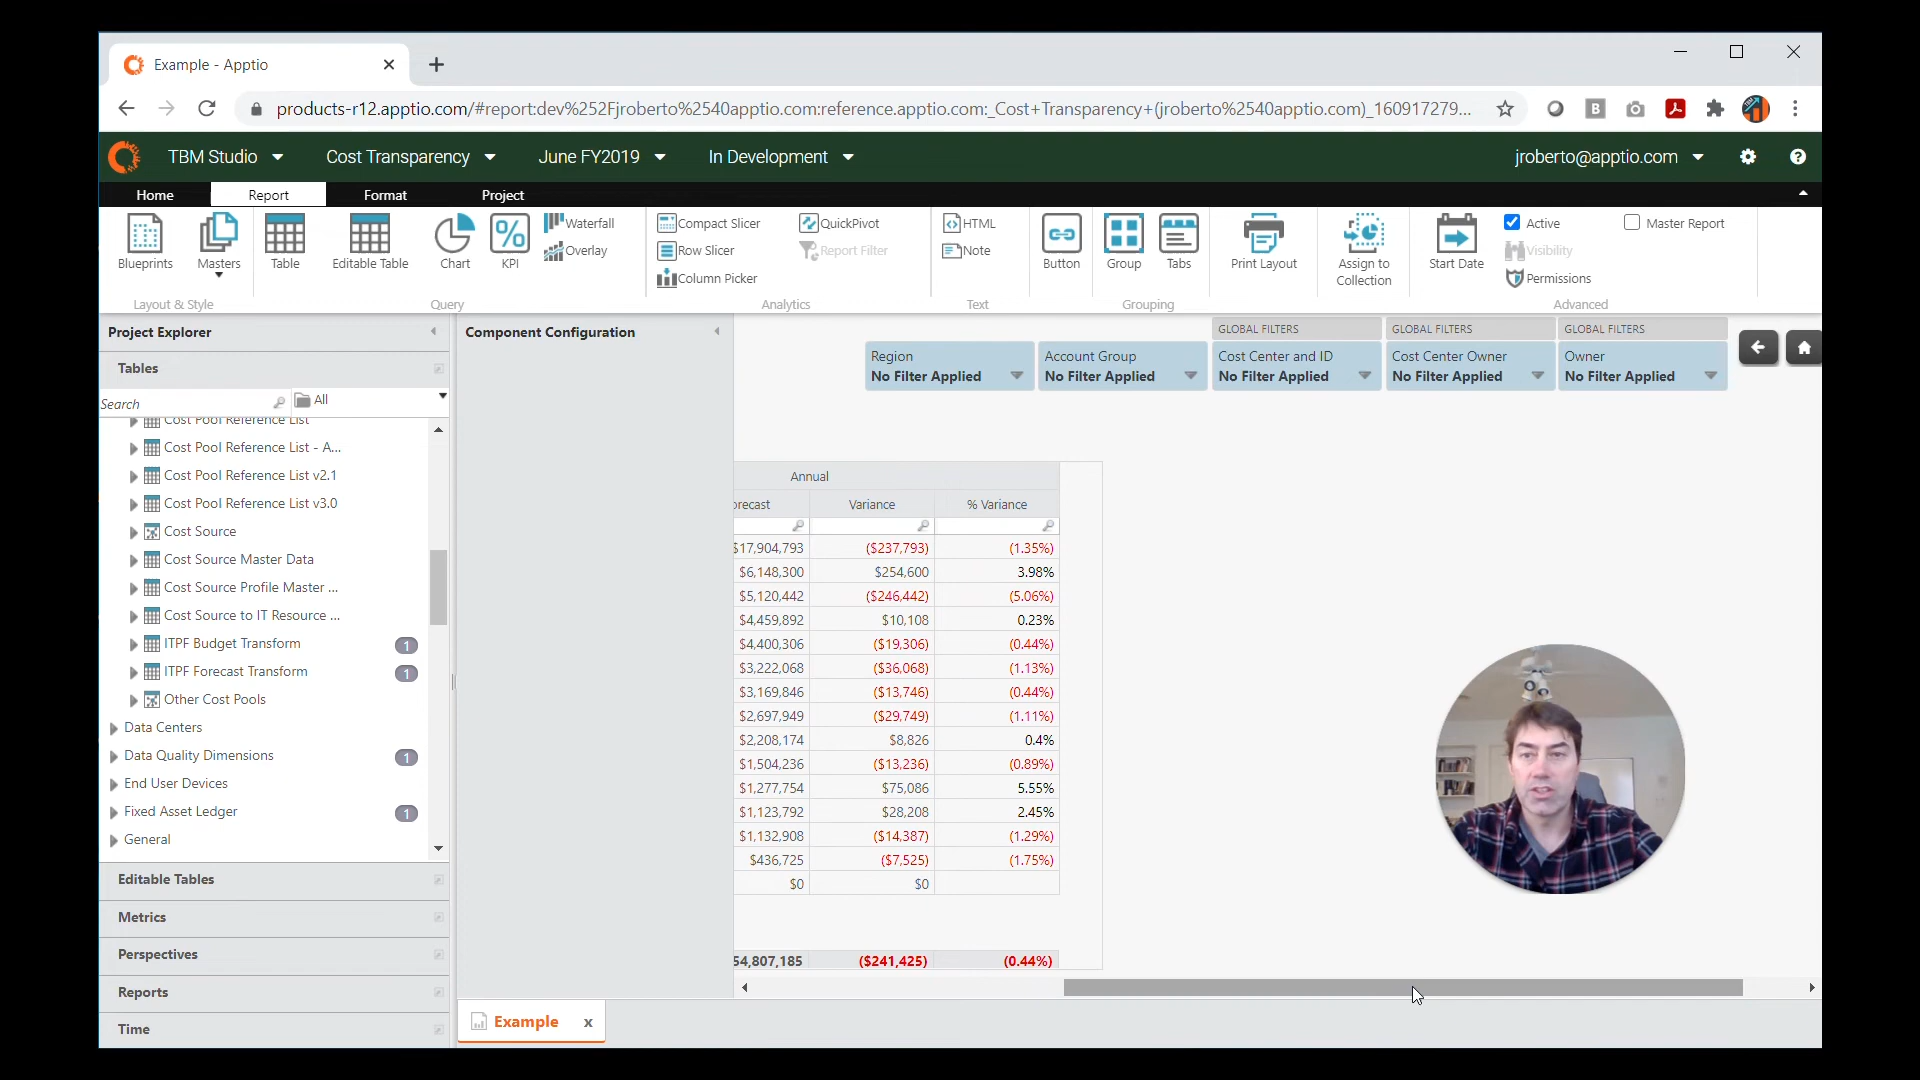 Example - Apptio
products-r12.apptio.com/#report:dev%252Fjroberto%2540apptio.com:reference.apptio.com:_Cost+Transparency+(jroberto%2540apptio.com)_160917279...
TBM Studio
Cost Transparency
June FY2019
In Development
jroberto@apptio.com
Home
Report
Format
Project
Blueprints
Masters
Table
Editable Table
Chart
KPI
Waterfall
Overlay
Compact Slicer
Row Slicer
Column Picker
QuickPivot
Report Filter
HTML
Note
Button
Group
Tabs
Print Layout
Assign to
Collection
Start Date
Active
Visibility
Permissions
Master Report
Layout & Style
Query
Analytics
Text
Grouping
Advanced
Project Explorer
Tables
Search
All
Cost Pool Reference List
Cost Pool Reference List - A...
Cost Pool Reference List v2.1
Cost Pool Reference List v3.0
Cost Source
Cost Source Master Data
Cost Source Profile Master ...
Cost Source to IT Resource ...
ITPF Budget Transform 1
ITPF Forecast Transform 1
Other Cost Pools
Data Centers
Data Quality Dimensions 1
End User Devices
Fixed Asset Ledger 1
General
Editable Tables
Metrics
Perspectives
Reports
Time
Component Configuration
GLOBAL FILTERS GLOBAL FILTERS GLOBAL FILTERS
Region Account Group Cost Center and ID Cost Center Owner Owner
No Filter Applied No Filter Applied No Filter Applied No Filter Applied No Filter Applied
Annual
orecast Variance % Variance
$17,904,793 ($237,793) (1.35%)
$6,148,300 $254,600 3.98%
$5,120,442 ($246,442) (5.06%)
$4,459,892 $10,108 0.23%
$4,400,306 ($19,306) (0.44%)
$3,222,068 ($36,068) (1.13%)
$3,169,846 ($13,746) (0.44%)
$2,697,949 ($29,749) (1.11%)
$2,208,174 $8,826 0.4%
$1,504,236 ($13,236) (0.89%)
$1,277,754 $75,086 5.55%
$1,123,792 $28,208 2.45%
$1,132,908 ($14,387) (1.29%)
$436,725 ($7,525) (1.75%)
$0 $0
54,807,185 ($241,425) (0.44%)
Example x